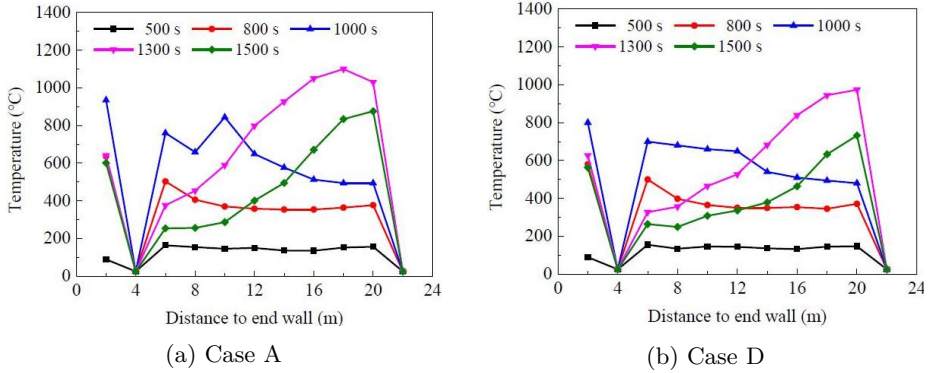 500 s 800 s 1000 s
1300 s 1500 s
1400
1200
1000
800
600
400
200
0
Temperature (°C)
0 4 8 12 16 20 24
Distance to end wall (m)
(a) Case A
500 s 800 s 1000 s
1300 s 1500 s
1400
1200
1000
800
600
400
200
0
Temperature (°C)
0 4 8 12 16 20 24
Distance to end wall (m)
(b) Case D